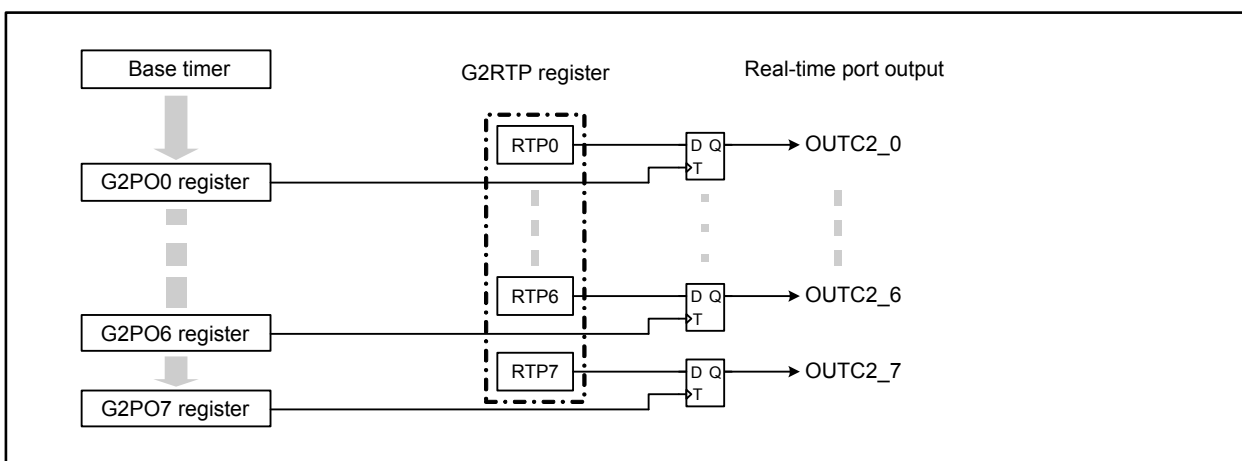 Base timer
G2RTP register
Real-time port output
RTP0
D Q
OUTC2_0
T
G2PO0 register
RTP6
D Q
OUTC2_6
T
G2PO6 register
RTP7
D Q
OUTC2_7
T
G2PO7 register